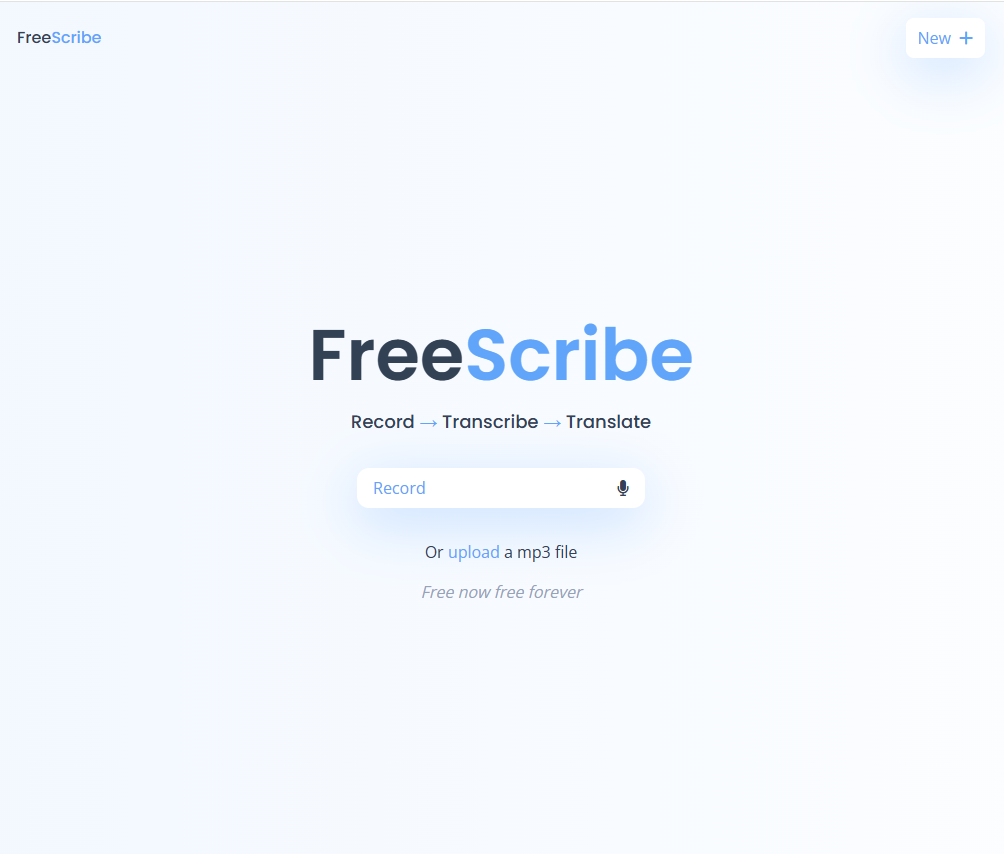 FreeScribe
New +
FreeScribe
Record → Transcribe → Translate
Record
Or upload a mp3 file
Free now free forever